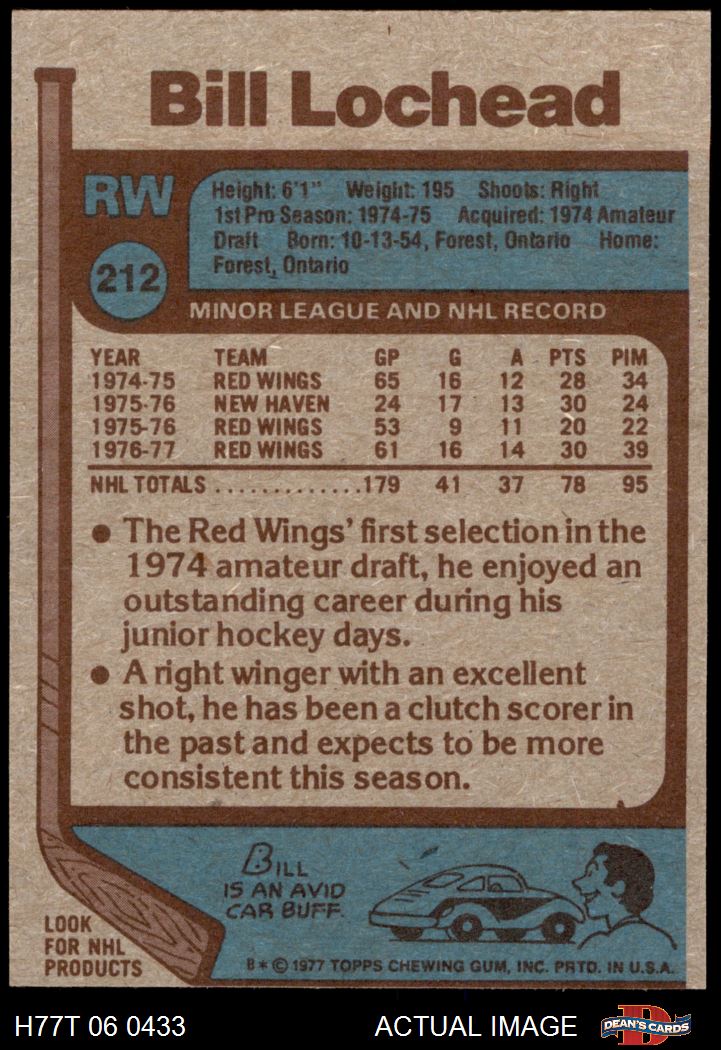 Bill Lochead
RW
Height: 6'1" Weight: 195 Shoots: Right
1st Pro Season: 1974-75 Acquired: 1974 Amateur
Draft Born: 10-13-54, Forest, Ontario Home:
Forest, Ontario
212
MINOR LEAGUE AND NHL RECORD
YEAR TEAM GP G A PTS PIM
1974-75 RED WINGS 65 16 12 28 34
1975-76 NEW HAVEN 24 17 13 30 24
1975-76 RED WINGS 53 9 11 20 22
1976-77 RED WINGS 61 16 14 30 39
NHL TOTALS.............179 41 37 78 95
• The Red Wings' first selection in the
1974 amateur draft, he enjoyed an
outstanding career during his
junior hockey days.
• A right winger with an excellent
shot, he has been a clutch scorer in
the past and expects to be more
consistent this season.
BILL
IS AN AVID
CAR BUFF.
LOOK
FOR NHL
PRODUCTS
B * © 1977 TOPPS CHEWING GUM, INC. PRTD. IN U.S.A.
H77T 06 0433 ACTUAL IMAGE
D
DEAN'S CARDS